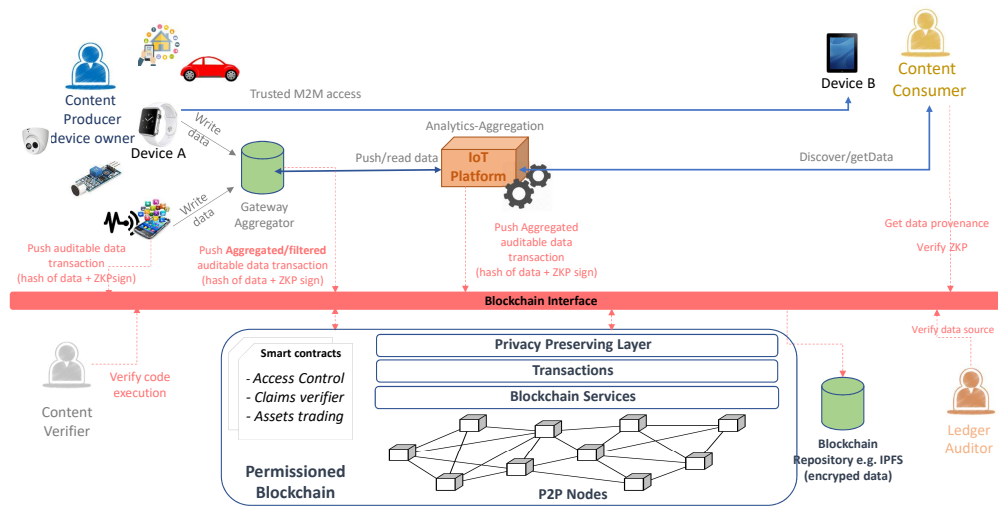 Content
Producer
device owner
Device A
Trusted M2M access
Device B
Content
Consumer
Write
data
Write
data
Gateway
Aggregator
Push/read data
Analytics-Aggregation
IoT
Platform
Discover/getData
Push auditable data
transaction
(hash of data + ZKPsign)
Push Aggregated/filtered
auditable data transaction
(hash of data + ZKP sign)
Push Aggregated
auditable data
transaction
(hash of data + ZKP sign)
Get data provenance
Verify ZKP
Blockchain Interface
Content
Verifier
Verify code
execution
Smart contracts
- Access Control
- Claims verifier
- Assets trading
Permissioned
Blockchain
Privacy Preserving Layer
Transactions
Blockchain Services
P2P Nodes
Blockchain
Repository e.g. IPFS
(encryped data)
Verify data source
Ledger
Auditor